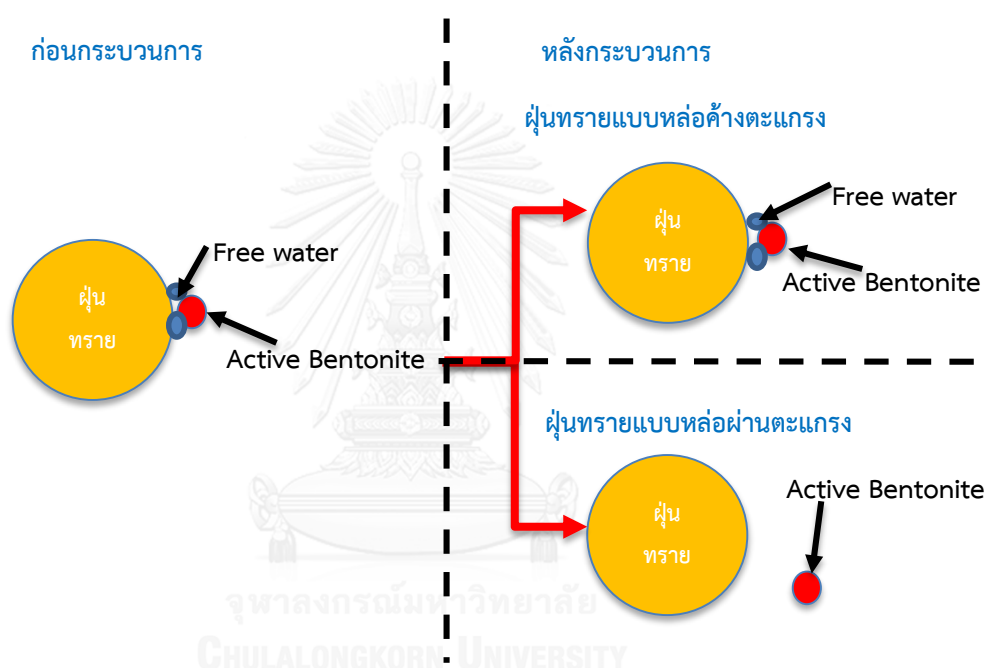 ก่อนกระบวนการ
หลังกระบวนการ
ฝุ่นทรายแบบหล่อค้างตะแกรง
ฝุ่น
ทราย
Free water
Active Bentonite
Free water
ฝุ่น
ทราย
Active Bentonite
ฝุ่นทรายแบบหล่อผ่านตะแกรง
ฝุ่น
ทราย
Active Bentonite
จุฬาลงกรณ์มหาวิทยาลัย
CHULALONGKORN UNIVERSITY